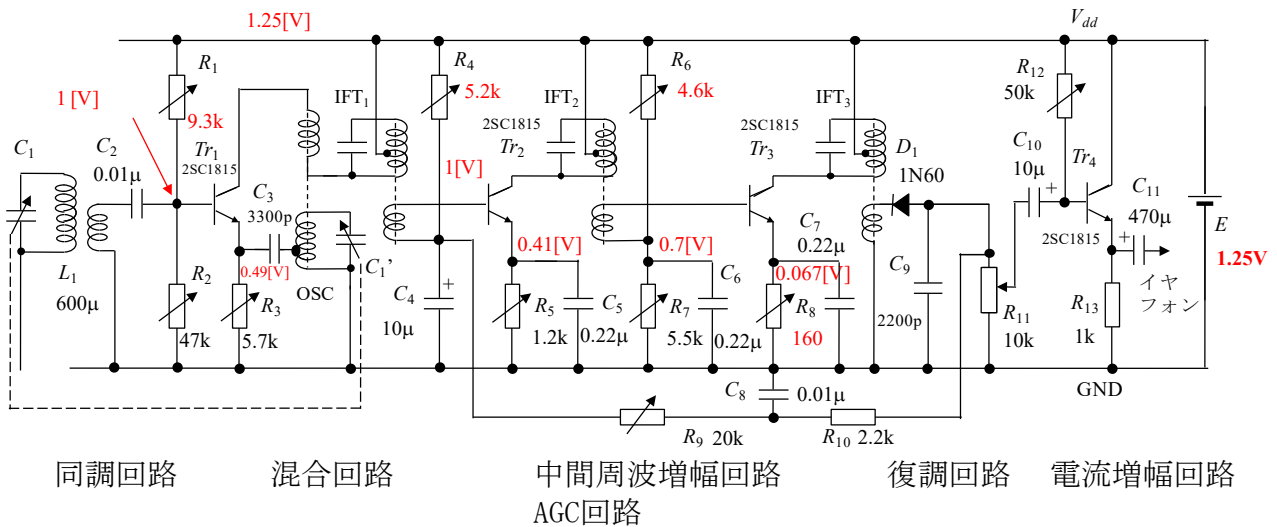 1.25[V]
V_dd
R_1
9.3k
1 [V]
IFT_1
R_4
5.2k
IFT_2
R_6
4.6k
IFT_3
R_12
50k
C_1
C_2
0.01μ
Tr_1
2SC1815
C_3
3300p
1[V]
Tr_2
2SC1815
Tr_3
2SC1815
D_1
1N60
C_10
10μ
+
Tr_4
2SC1815
C_11
470μ
+
E
1.25V
L_1
600μ
R_2
47k
0.49[V]
R_3
5.7k
OSC
C_1’
C_4
10μ
+
0.41[V]
R_5
1.2k
C_5
0.22μ
0.7[V]
R_7
5.5k
C_6
0.22μ
0.067[V]
R_8
160
C_7
0.22μ
C_9
2200p
R_11
10k
R_13
1k
イヤ
フォン
GND
C_8
0.01μ
R_9 20k
R_10 2.2k
同調回路 混合回路 中間周波増幅回路 復調回路 電流増幅回路
AGC回路